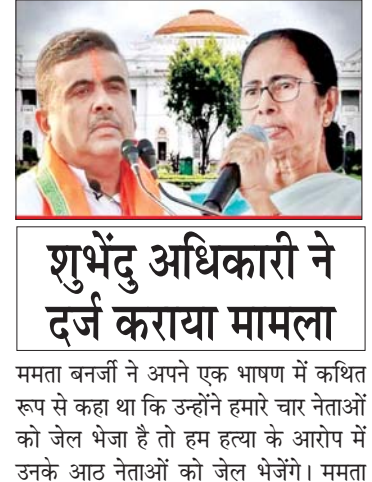 शुभेंदु अधिकारी ने
दर्ज कराया मामला
ममता बनर्जी ने अपने एक भाषण में कथित
रूप से कहा था कि उन्होंने हमारे चार नेताओं
को जेल भेजा है तो हम हत्या के आरोप में
उनके आठ नेताओं को जेल भेजेंगे। ममता